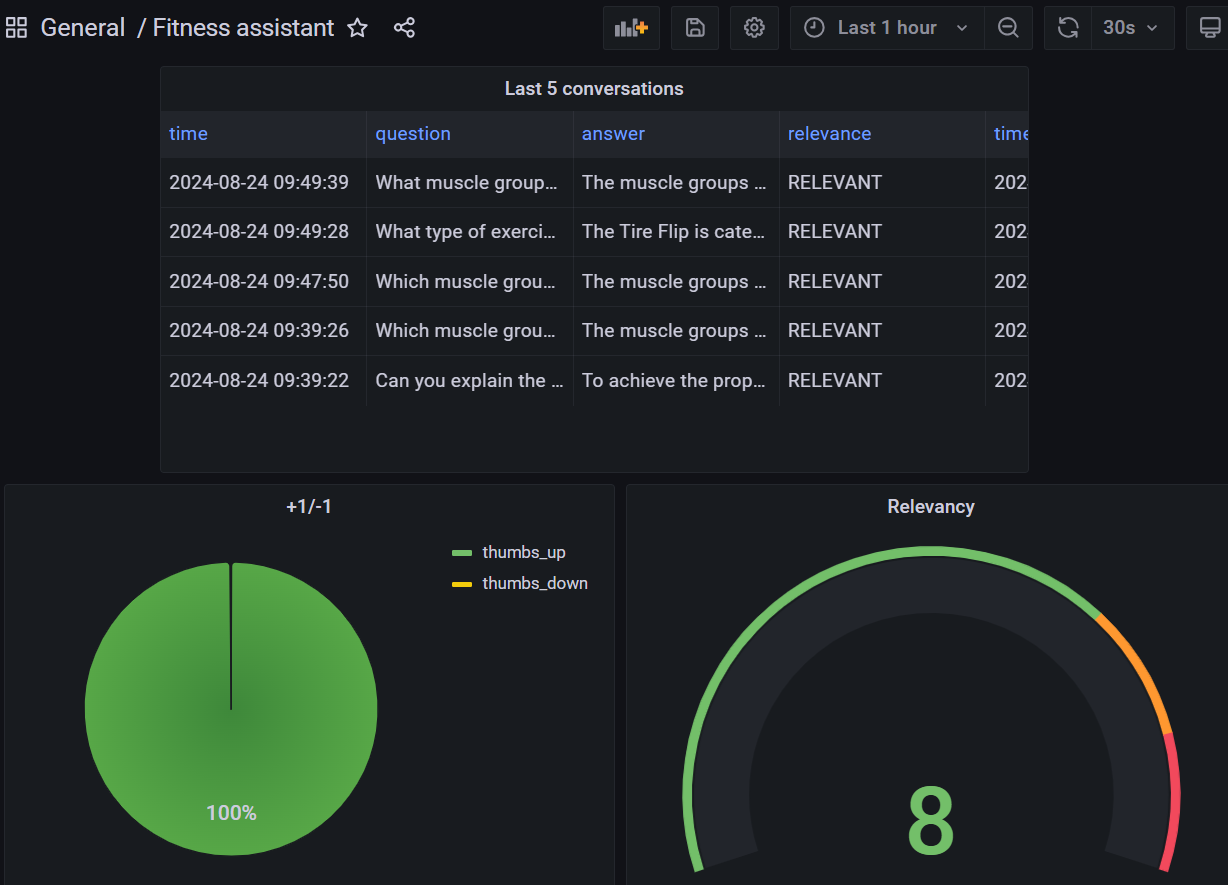 General / Fitness assistant
Last 1 hour
30s
Last 5 conversations
time question answer relevance time
2024-08-24 09:49:39 What muscle group… The muscle groups … RELEVANT 202
2024-08-24 09:49:28 What type of exerci… The Tire Flip is cate… RELEVANT 202
2024-08-24 09:47:50 Which muscle grou… The muscle groups … RELEVANT 202
2024-08-24 09:39:26 Which muscle grou… The muscle groups … RELEVANT 202
2024-08-24 09:39:22 Can you explain the … To achieve the prop… RELEVANT 202
+1/-1
thumbs_up
thumbs_down
100%
Relevancy
8